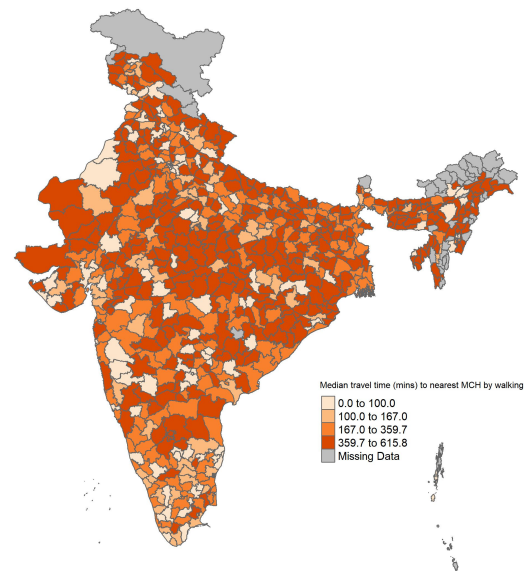 Median travel time (mins) to nearest MCH by walking
0.0 to 100.0
100.0 to 167.0
167.0 to 359.7
359.7 to 615.8
Missing Data